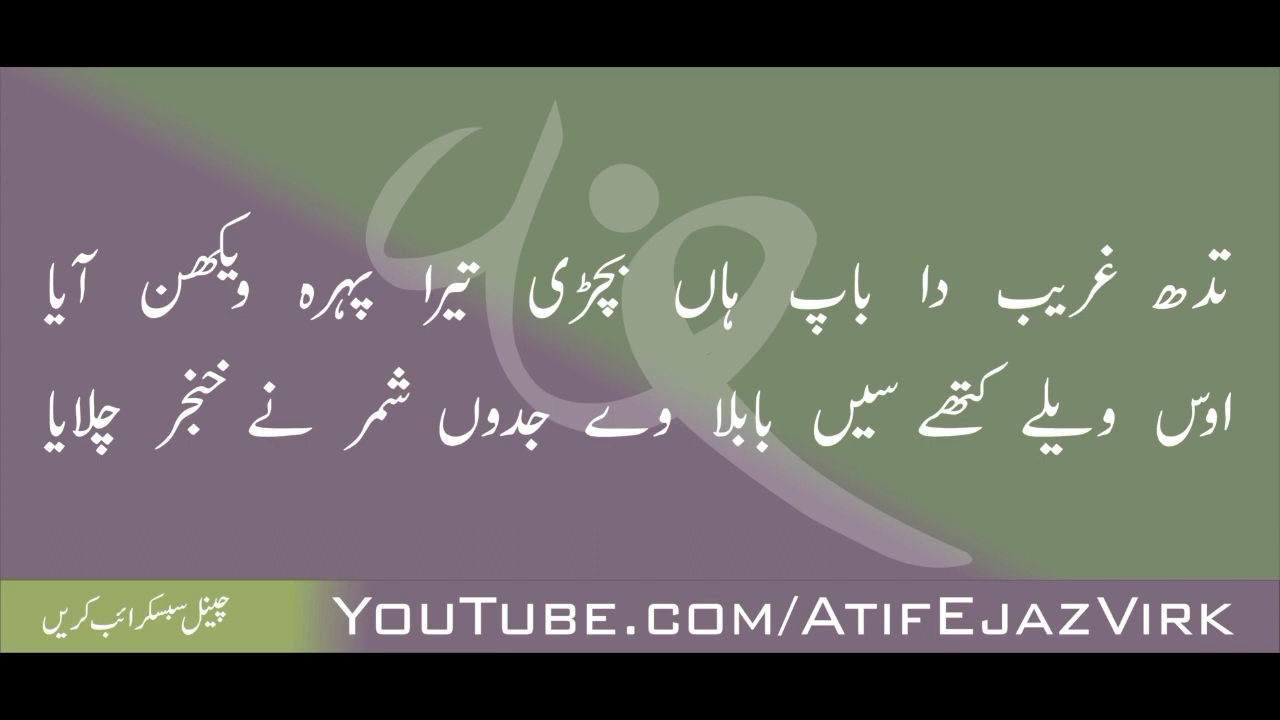 تدھ غریب دا باپ ہاں بچڑی تیرا پہرہ ویکھن آیا
اوس ویلے کتھے سیں بابلا وے جدوں شمر نے خنجر چلایا
چینل سبسکرائب کریں YouTube.com/AtifEjazVirk